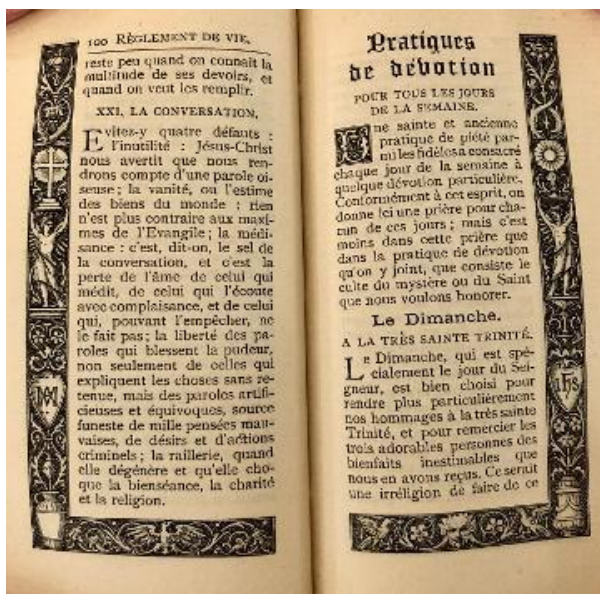 100 RÈGLEMENT DE VIE.
reste peu quand on connaît la
multitude de ses devoirs, et
quand on veut les remplir.
XXI. LA CONVERSATION.
Evitez-y quatre défauts :
l'inutilité : Jésus-Christ
nous avertit que nous ren-
drons compte d'une parole oi-
seuse ; la vanité, ou l'estime
des biens du monde : rien
n'est plus contraire aux maxi-
mes de l'Evangile ; la médi-
sance : c'est, dit-on, le sel de
la conversation, et c'est la
perte de l'âme de celui qui
médit, de celui qui l'écoute
avec complaisance, et de celui
qui, pouvant l'empêcher, ne
le fait pas ; la liberté des pa-
roles qui blessent la pudeur,
non seulement de celles qui
expliquent les choses sans re-
tenue, mais des paroles artifi-
cieuses et équivoques, source
funeste de mille pensées mau-
vaises, de désirs et d'actions
criminels ; la raillerie, quand
elle dégénère et qu'elle cho-
que la bienséance, la charité
et la religion.
Pratiques
de dévotion
POUR TOUS LES JOURS
DE LA SEMAINE.
Une sainte et ancienne
pratique de piété par-
mi les fidèles a consacré
chaque jour de la semaine à
quelque dévotion particulière.
Conformément à cet esprit, on
donne ici une prière pour cha-
cun de ces jours ; mais c'est
moins dans cette prière que
dans la pratique de dévotion
qu'on y joint, que consiste le
culte du mystère ou du Saint
que nous voulons honorer.
Le Dimanche.
A LA TRÈS SAINTE TRINITÉ.
Le Dimanche, qui est spé-
cialement le jour du Sei-
gneur, est bien choisi pour
rendre plus particulièrement
nos hommages à la très sainte
Trinité, et pour remercier les
trois adorables personnes des
bienfaits inestimables que
nous en avons reçus. Ce serait
une irréligion de faire de ce
ihs